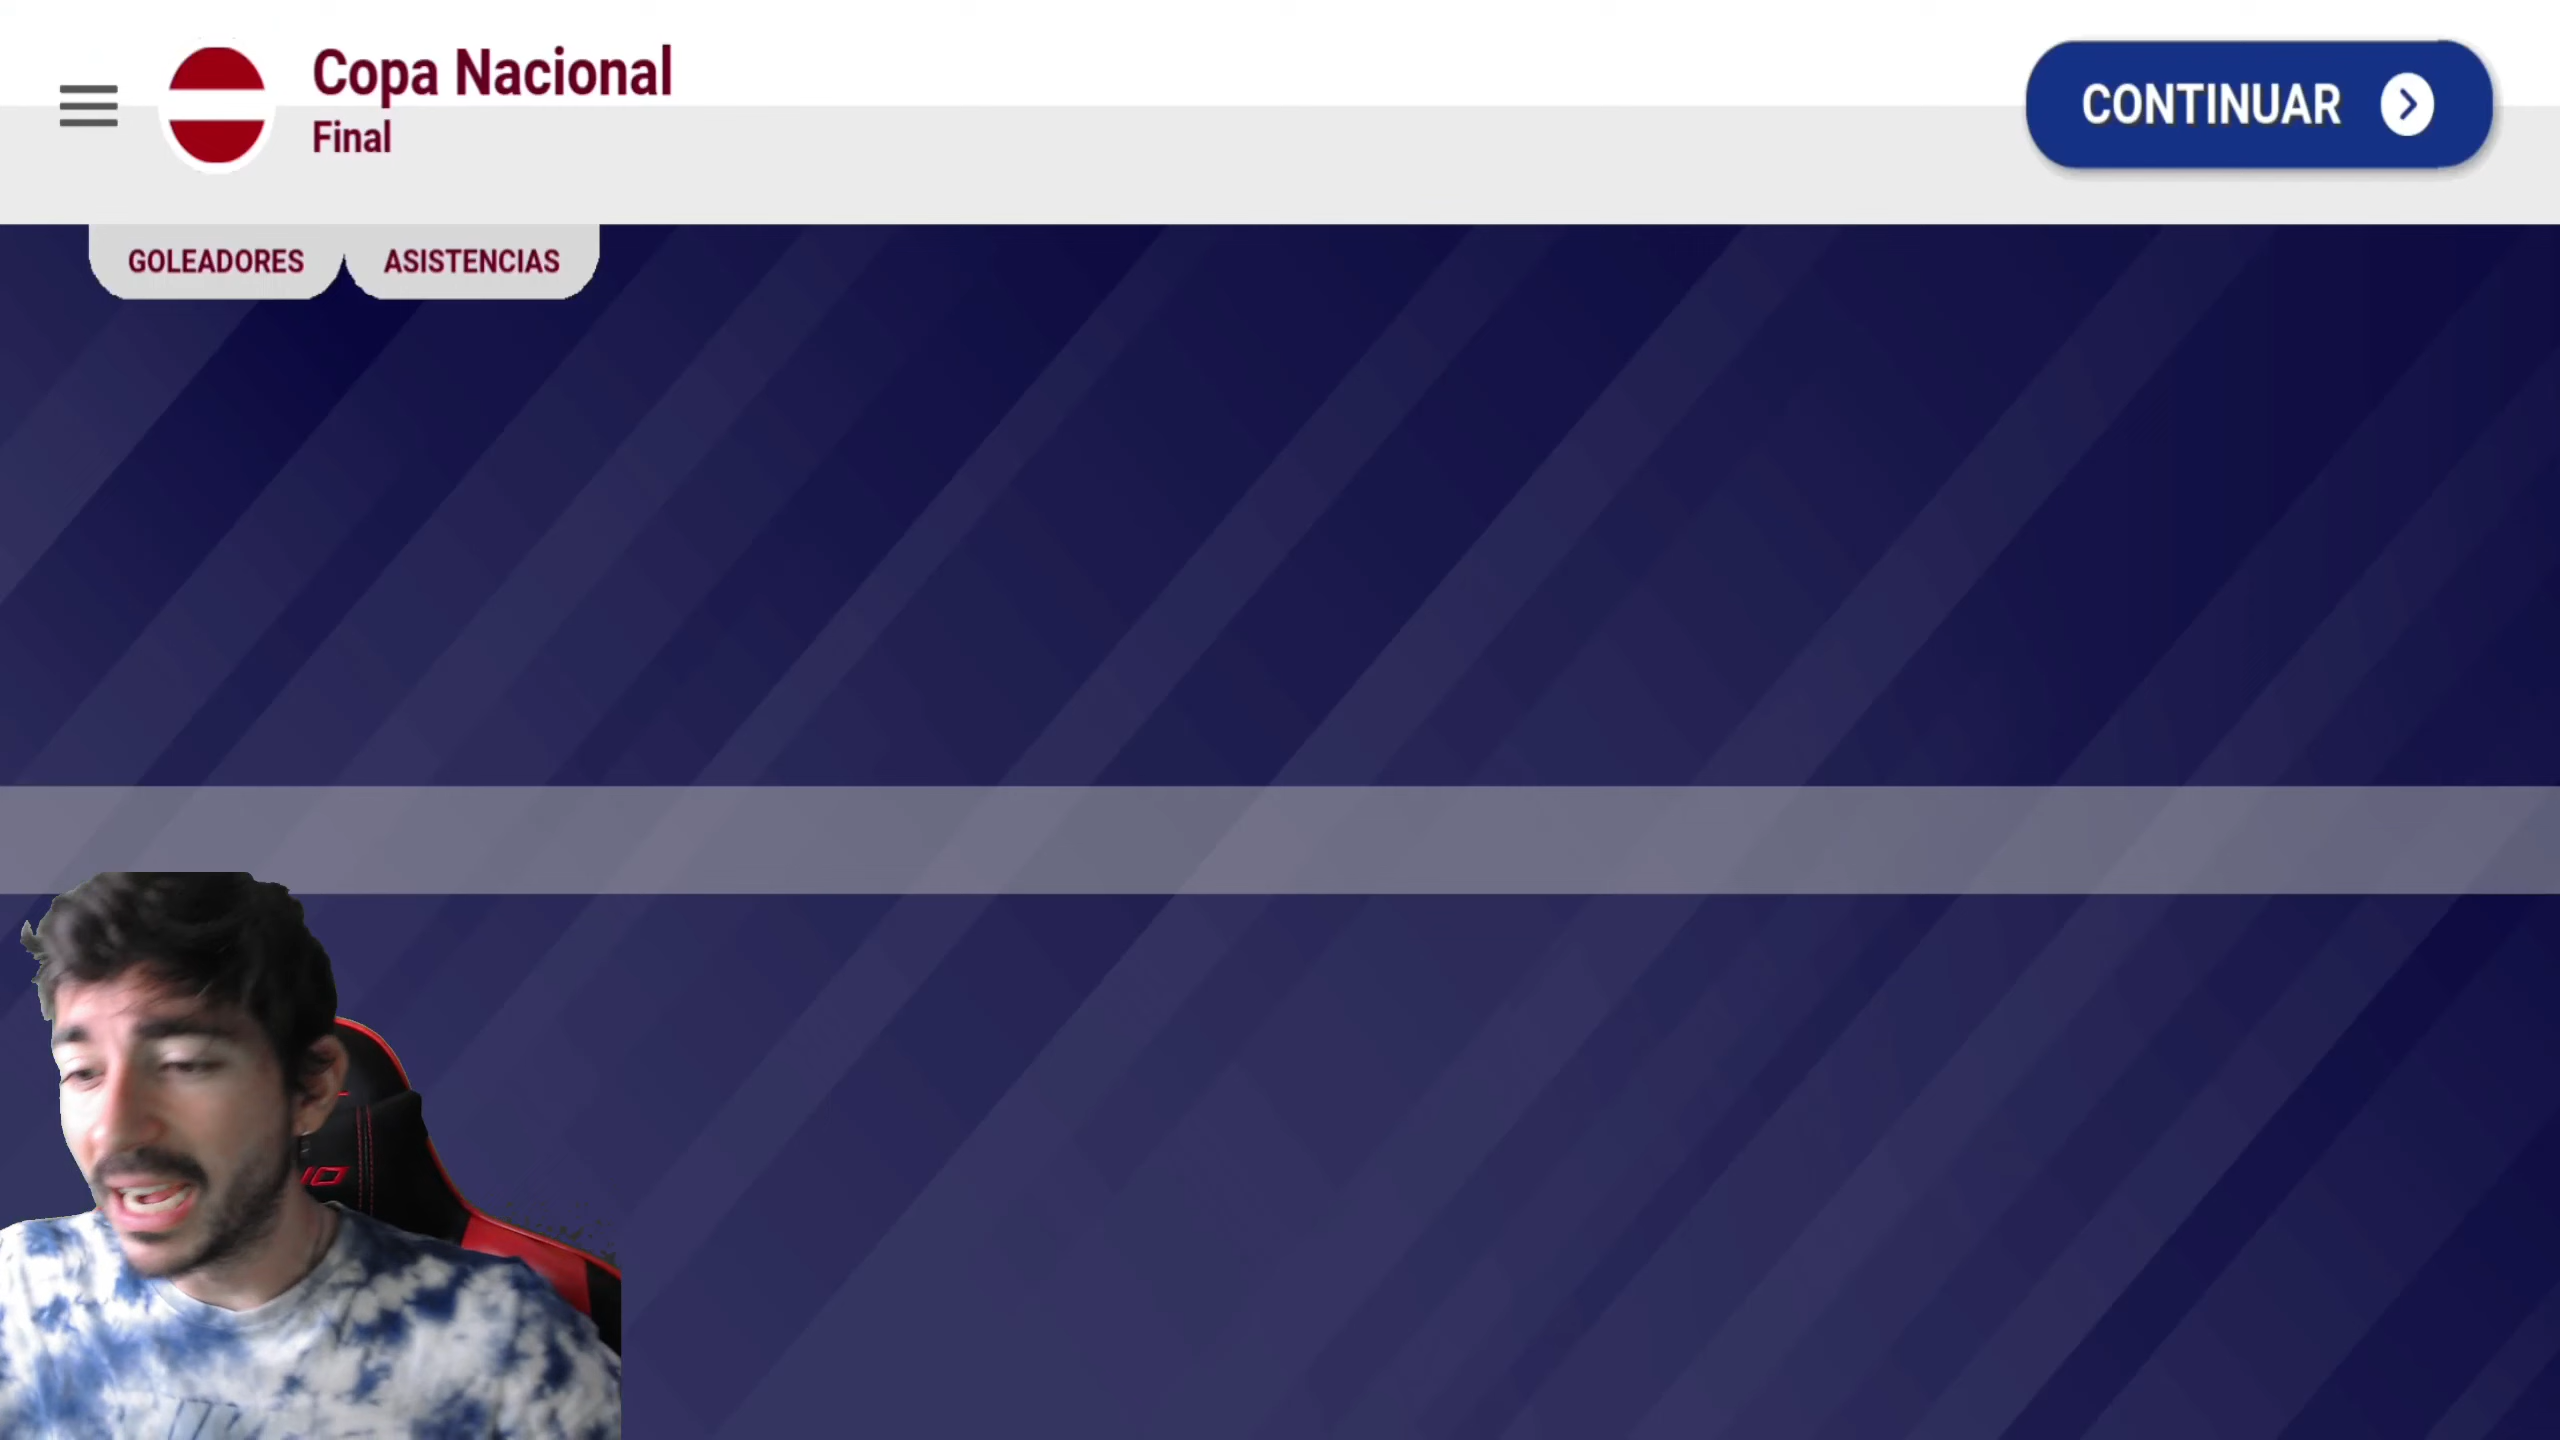 Copa Nacional
Final
CONTINUAR
GOLEADORES
ASISTENCIAS